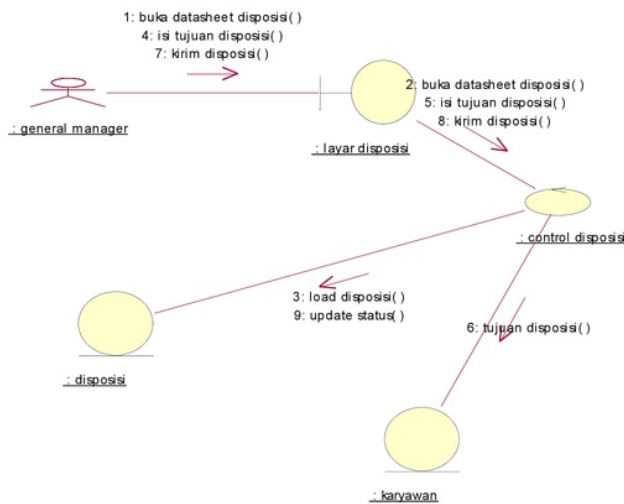 1: buka datasheet disposisi( )
4: isi tujuan disposisi( )
7: kirim disposisi( )
: general manager
: layar disposisi
2: buka datasheet disposisi( )
5: isi tujuan disposisi( )
8: kirim disposisi( )
: control disposisi
3: load disposisi( )
9: update status( )
6: tujuan disposisi( )
: disposisi
: karyawan